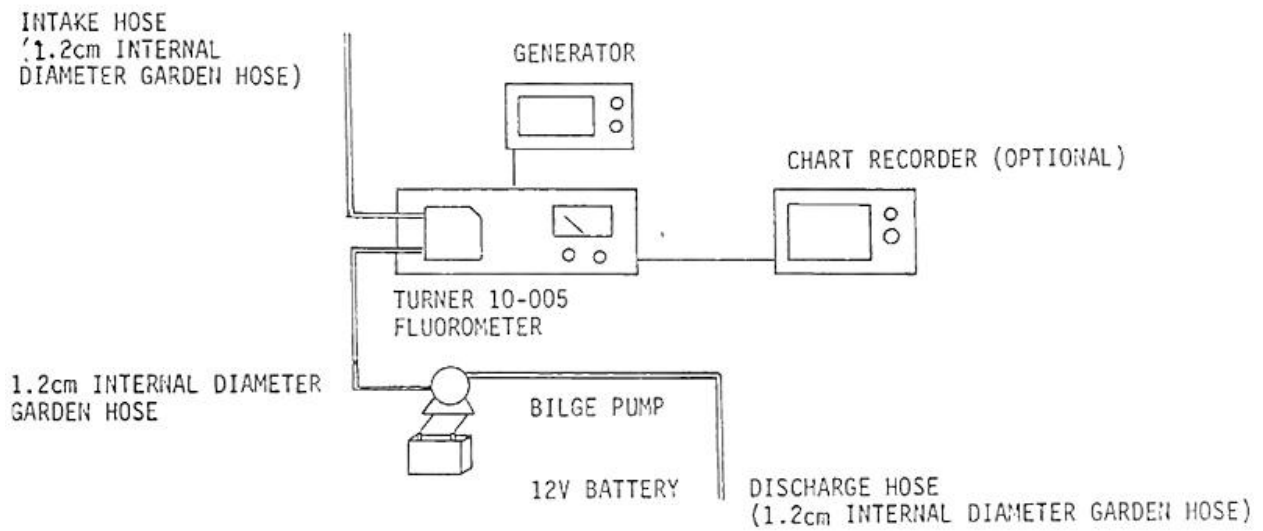 INTAKE HOSE
(1.2cm INTERNAL
DIAMETER GARDEN HOSE)
GENERATOR
CHART RECORDER (OPTIONAL)
TURNER 10-005
FLUOROMETER
1.2cm INTERNAL DIAMETER
GARDEN HOSE
BILGE PUMP
12V BATTERY
DISCHARGE HOSE
(1.2cm INTERNAL DIAMETER GARDEN HOSE)